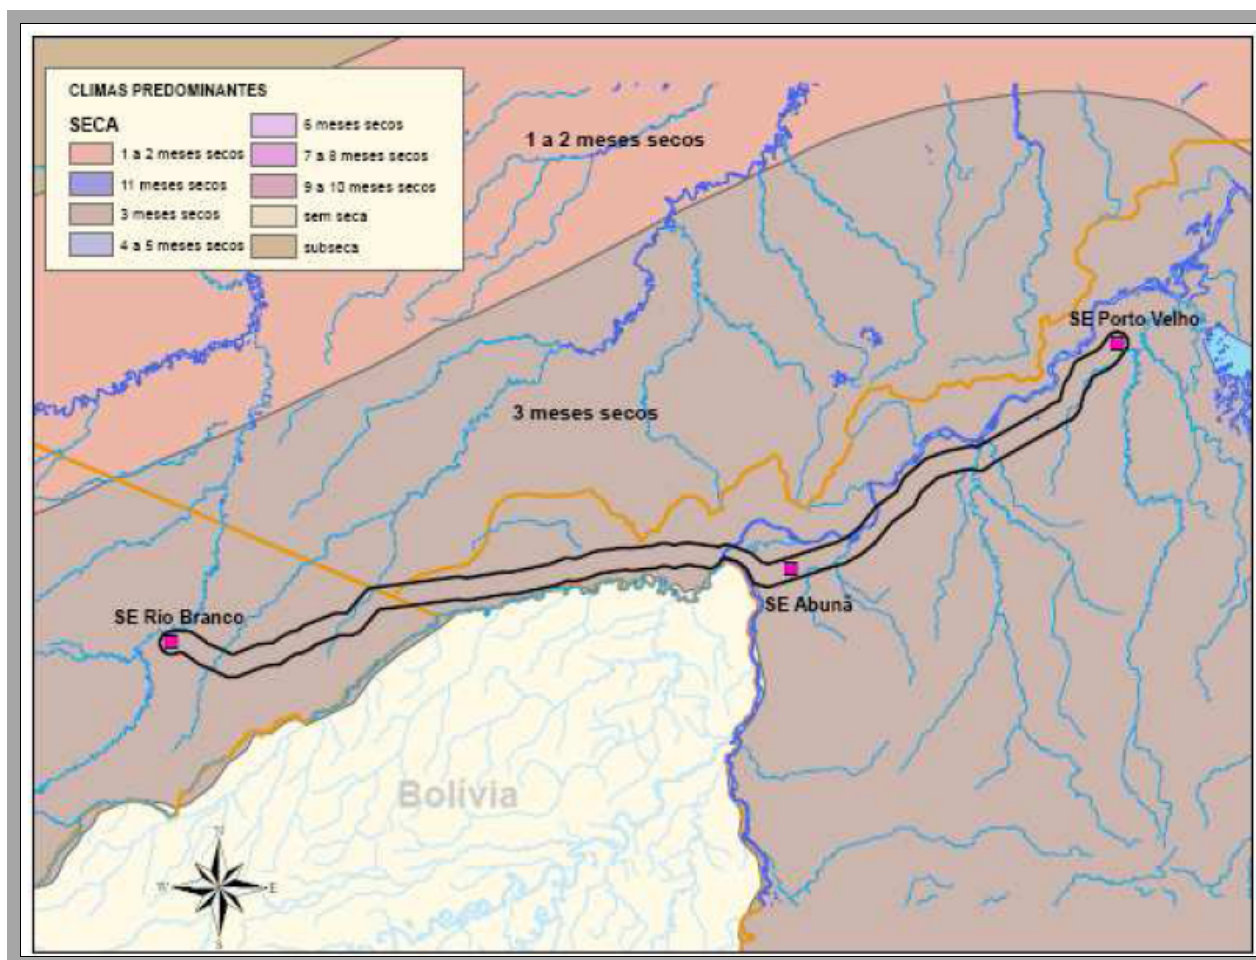 CLIMAS PREDOMINANTES
SECA
1 a 2 meses secos
11 meses secos
3 meses secos
4 a 5 meses secos
6 meses secos
7 a 8 meses secos
9 a 10 meses secos
sem seca
subseca
1 a 2 meses secos
SE Porto Velho
3 meses secos
SE Abunã
SE Rio Branco
Bolívia
N
W
E
S